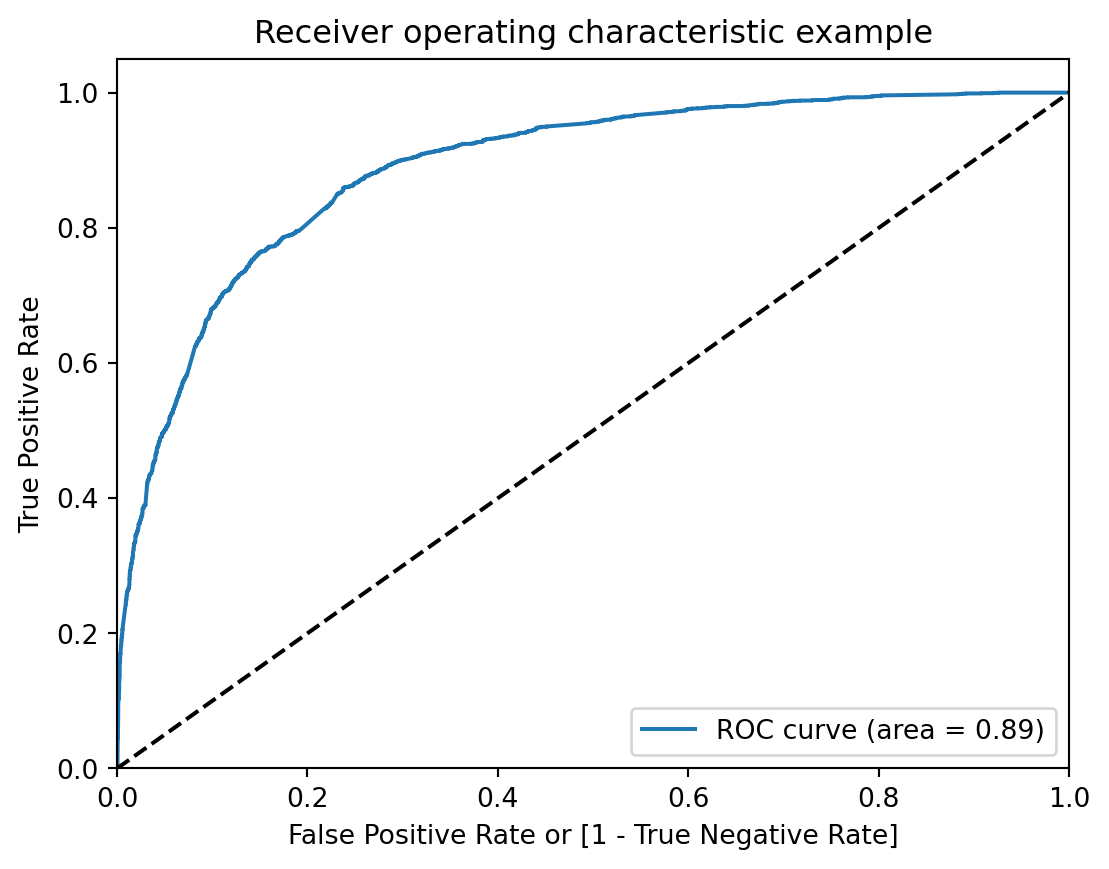 Receiver operating characteristic example
1.0
0.8
0.6
0.4
0.2
0.0
True Positive Rate
ROC curve (area = 0.89)
0.0 0.2 0.4 0.6 0.8 1.0
False Positive Rate or [1 - True Negative Rate]